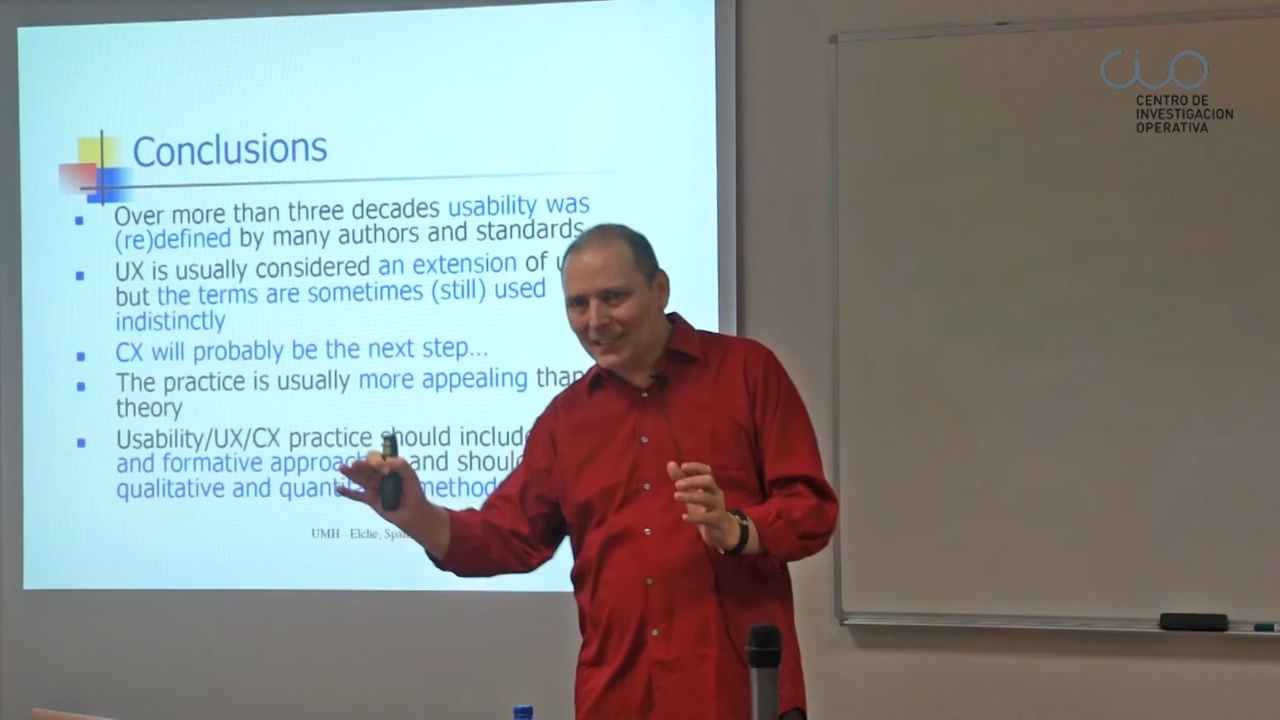 Conclusions
Over more than three decades usability was
(re)defined by many authors and standards
UX is usually considered an extension of
but the terms are sometimes (still) used
indistinctly
CX will probably be the next step...
The practice is usually more appealing than
theory
Usability/UX/CX practice should include
and formative and
qualitative and methods
UMH - Elche,
CIO
CENTRO DE
INVESTIGACION
OPERATIVA